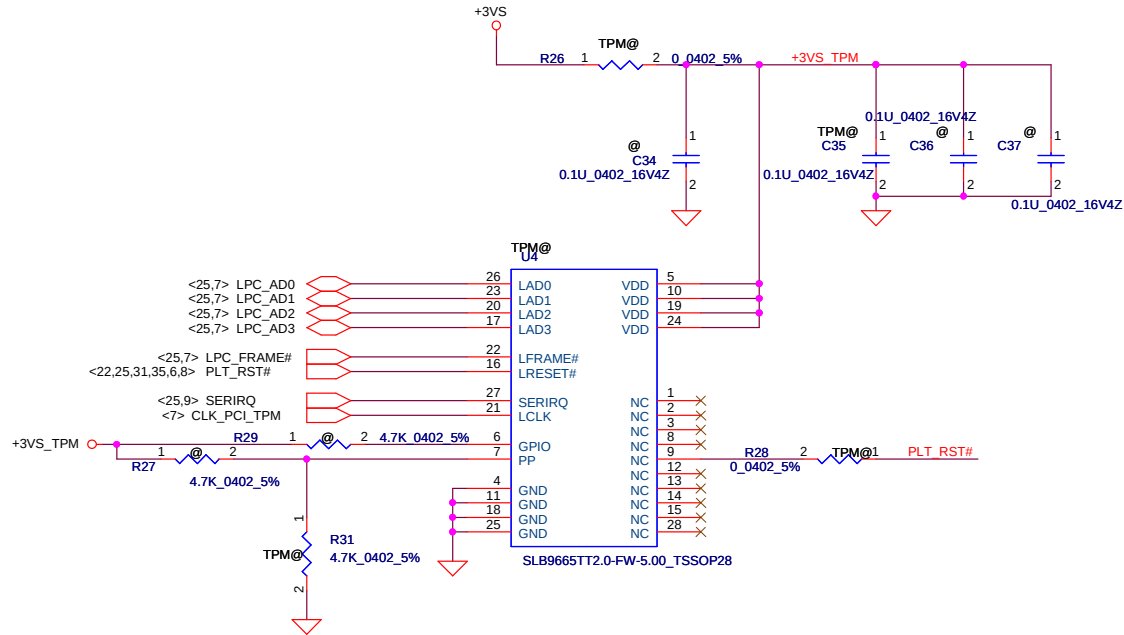 +3VS
TPM@
R26 1 2 0_0402_5% +3VS_TPM
0.1U_0402_16V4Z
@ 1
C34
0.1U_0402_16V4Z
2
TPM@ 1
C35
0.1U_0402_16V4Z
2
@ 1
C36
2
@ 1
C37
2
0.1U_0402_16V4Z
TPM@
U4
<25,7> LPC_AD0 26 LAD0 VDD 5
<25,7> LPC_AD1 23 LAD1 VDD 10
<25,7> LPC_AD2 20 LAD2 VDD 19
<25,7> LPC_AD3 17 LAD3 VDD 24
<25,7> LPC_FRAME# 22 LFRAME#
<22,25,31,35,6,8> PLT_RST# 16 LRESET#
<25,9> SERIRQ 27 SERIRQ NC 1
<7> CLK_PCI_TPM 21 LCLK NC 2
NC 3
+3VS_TPM R29 1 @ 2 4.7K_0402_5% 6 GPIO NC 8
R27 1 @ 2 7 PP NC 9 R28 2 TPM@ 1 PLT_RST#
4.7K_0402_5% 0_0402_5%
NC 12
4 GND NC 13
11 GND NC 14
18 GND NC 15
25 GND NC 28
1
R31
TPM@ 4.7K_0402_5%
2
SLB9665TT2.0-FW-5.00_TSSOP28